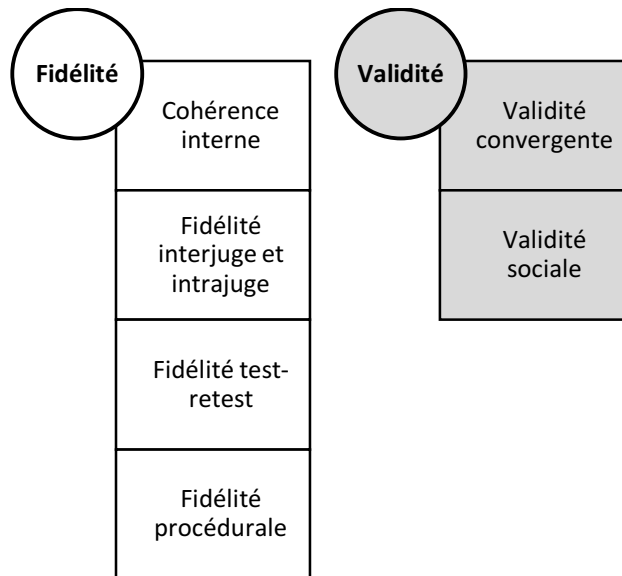 Fidélité
Cohérence
interne
Fidélité
interjuge et
intrajuge
Fidélité test-
retest
Fidélité
procédurale
Validité
Validité
convergente
Validité
sociale